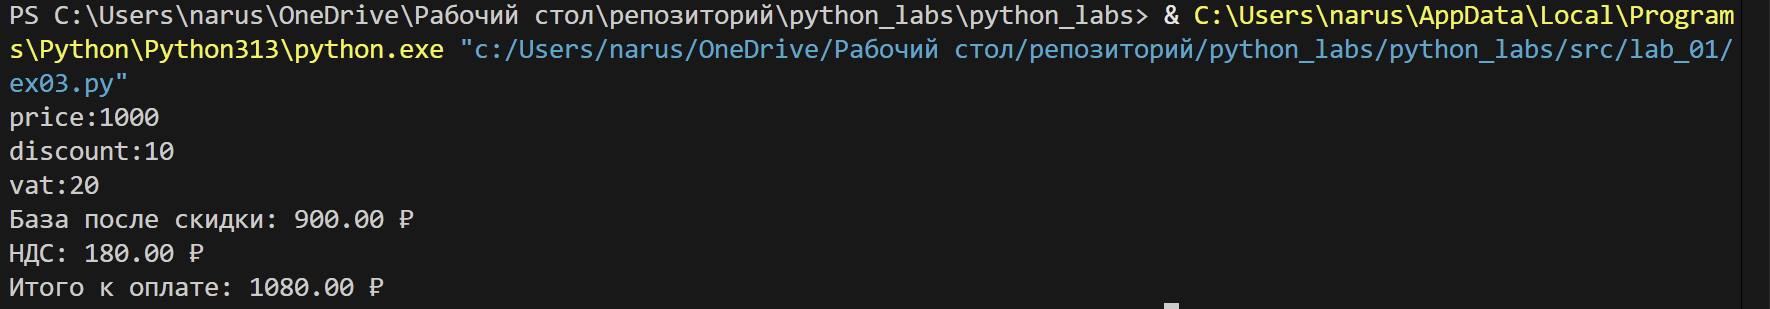 PS C:\Users\narus\OneDrive\Рабочий стол\репозиторий\python_labs\python_labs> & C:\Users\narus\AppData\Local\Program
s\Python\Python313\python.exe "c:/Users/narus/OneDrive/Рабочий стол/репозиторий/python_labs/python_labs/src/lab_01/
ex03.py"
price:1000
discount:10
vat:20
База после скидки: 900.00 ₽
НДС: 180.00 ₽
Итого к оплате: 1080.00 ₽